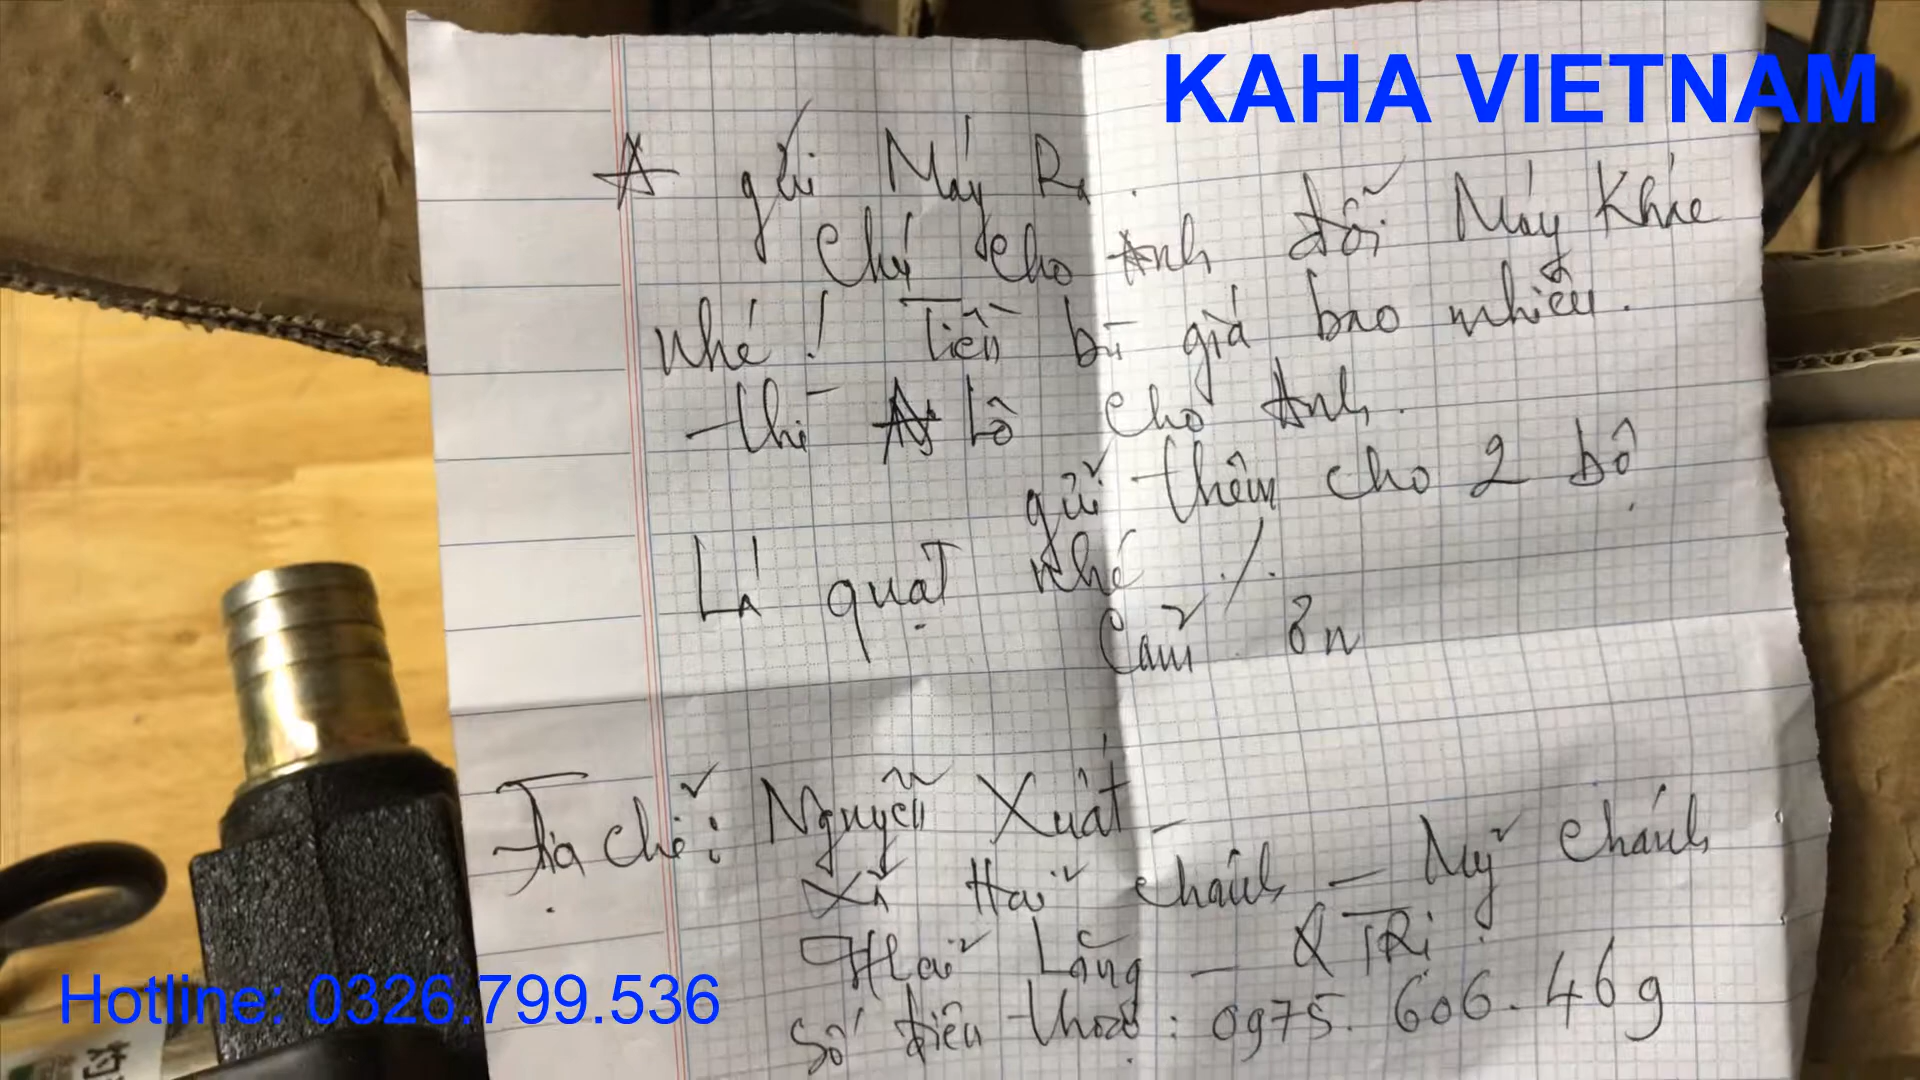 KAHA VIETNAM
A gửi Máy Ra.
Chý cho Anh đổi Máy Khác
nhé! Tiền bù giá bao nhiêu.
thì A Lô cho Anh.
gửi thêm cho 2 bộ
Lá quạt nhé ./.
Cảm ơn
Địa chỉ: Nguyễn Xuât -
Xã Hải chánh - Mỹ chánh
Hải Lăng - Q TRị
Số điện thoại: 0975.606.469
Hotline: 0326.799.536